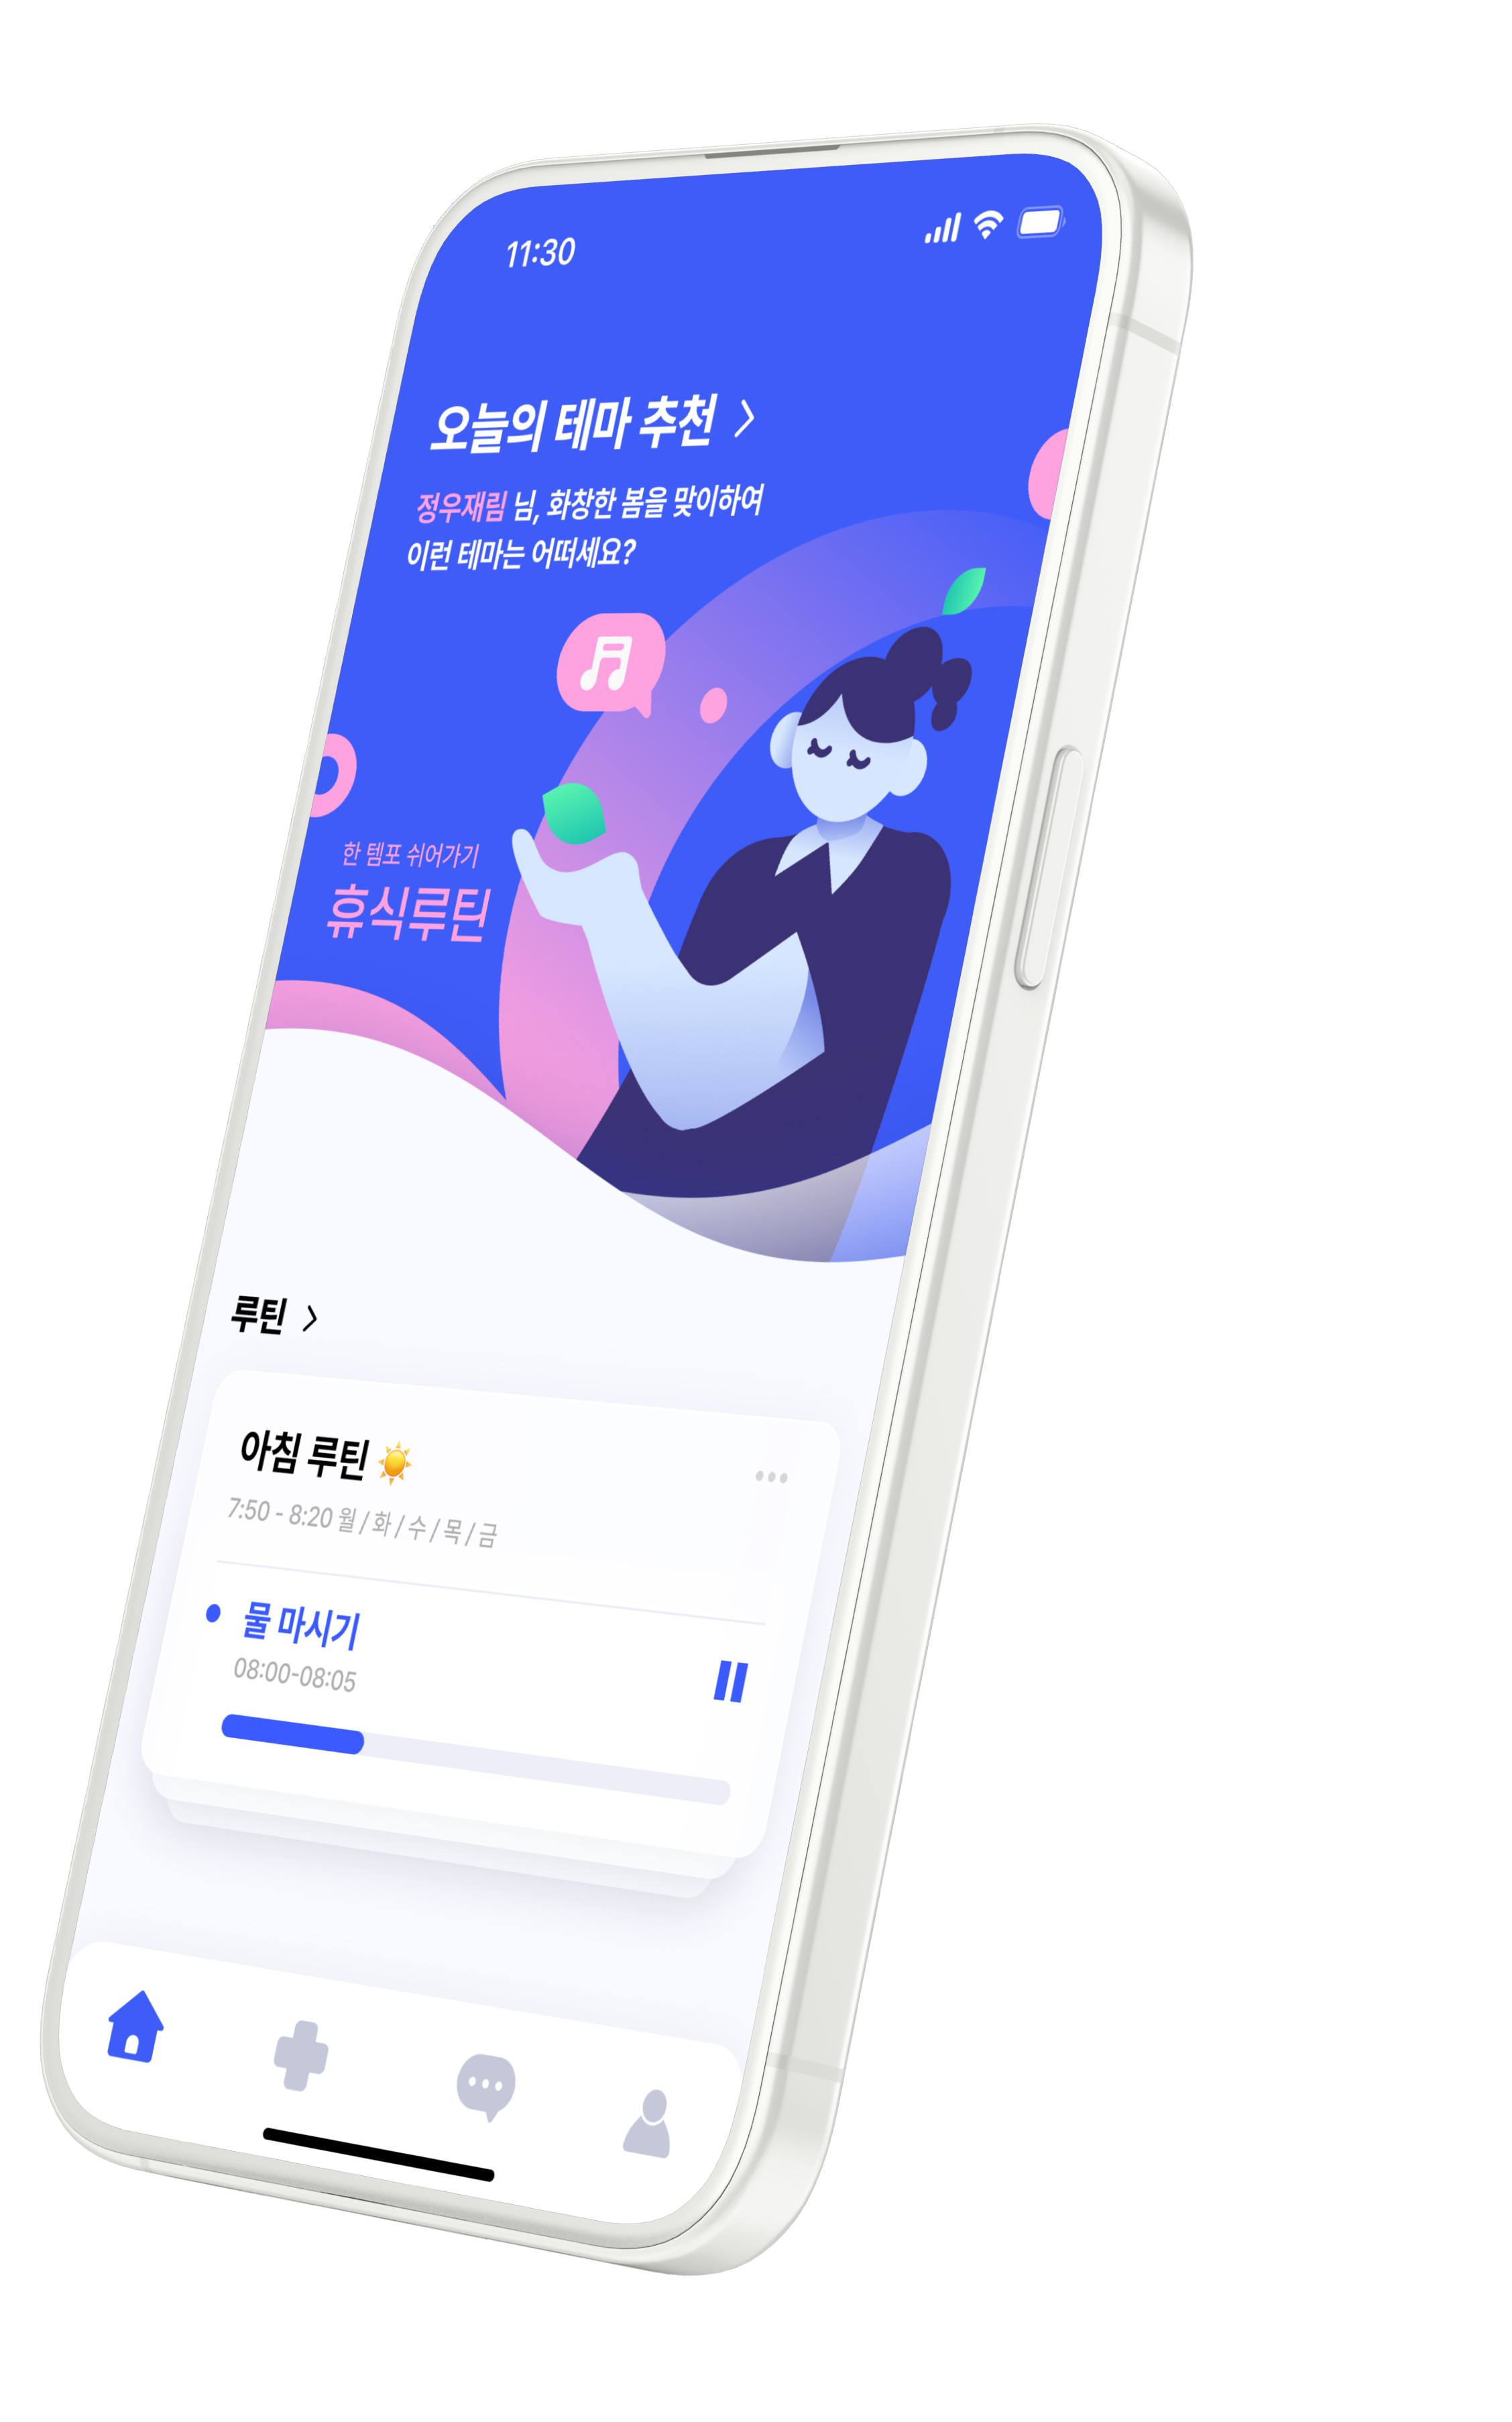 11:30
오늘의 테마 추천 >
정우재림 님, 화창한 봄을 맞이하여
이런 테마는 어떠세요?
한 템포 쉬어가기
휴식루틴
루틴 >
아침 루틴 ☀️
7:50 - 8:20 월 / 화 / 수 / 목 / 금
물 마시기
08:00-08:05